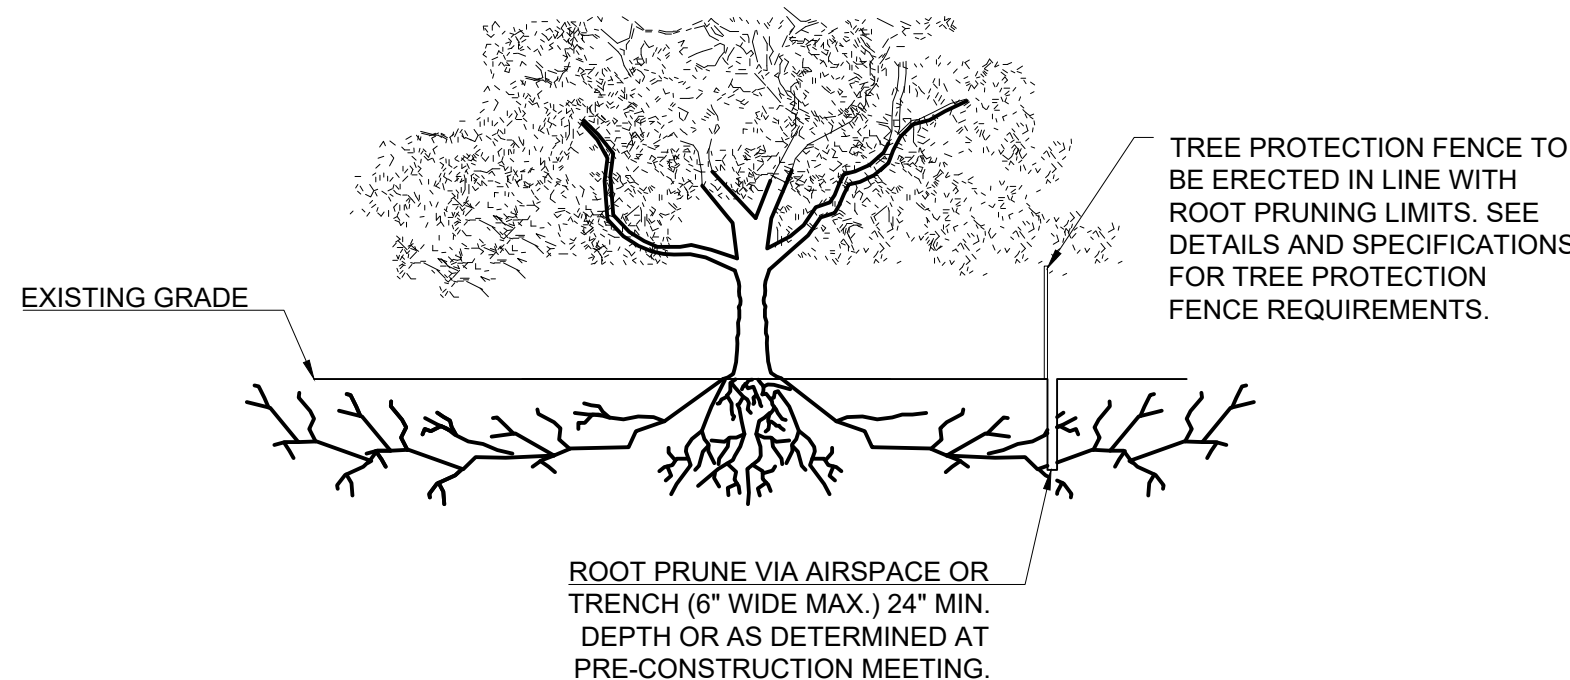 TREE PROTECTION FENCE TO
BE ERECTED IN LINE WITH
ROOT PRUNING LIMITS. SEE
DETAILS AND SPECIFICATIONS
FOR TREE PROTECTION
FENCE REQUIREMENTS.
EXISTING GRADE
ROOT PRUNE VIA AIRSPACE OR
TRENCH (6" WIDE MAX.) 24" MIN.
DEPTH OR AS DETERMINED AT
PRE-CONSTRUCTION MEETING.